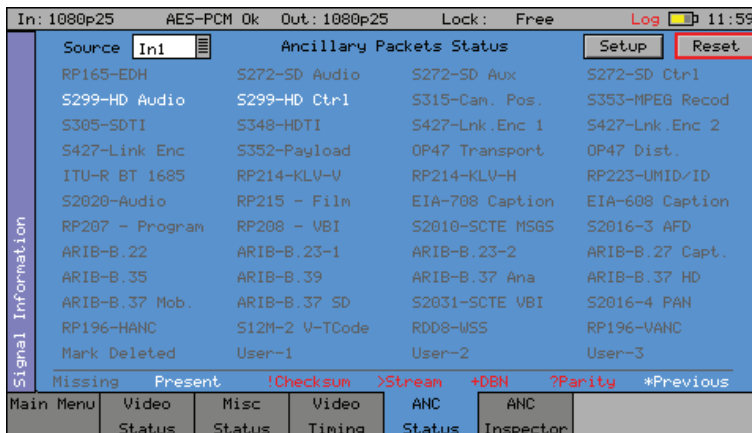 In: 1080p25 AES-PCM Ok Out: 1080p25 Lock: Free Log 11:59
Source In1 Ancillary Packets Status Setup Reset
RP165-EDH S272-SD Audio S272-SD Aux S272-SD Ctrl
S299-HD Audio S299-HD Ctrl S315-Cam. Pos. S353-MPEG Recod
S305-SDTI S348-HDTI S427-Lnk.Enc 1 S427-Lnk.Enc 2
S427-Link Enc S352-Payload OP47 Transport OP47 Dist.
ITU-R BT 1685 RP214-KLV-V RP214-KLV-H RP223-UMID/ID
S2020-Audio RP215 - Film EIA-708 Caption EIA-608 Caption
RP207 - Program RP208 - VBI S2010-SCTE MSGS S2016-3 AFD
ARIB-B.22 ARIB-B.23-1 ARIB-B.23-2 ARIB-B.27 Capt.
ARIB-B.35 ARIB-B.39 ARIB-B.37 Ana ARIB-B.37 HD
ARIB-B.37 Mob. ARIB-B.37 SD S2031-SCTE VBI S2016-4 PAN
RP196-HANC S12M-2 V-TCode RDD8-WSS RP196-VANC
Mark Deleted User-1 User-2 User-3
Signal Information
Missing Present !Checksum >Stream +DBN ?Parity *Previous
Main Menu Video Misc Video ANC ANC
Status Status Timing Status Inspector